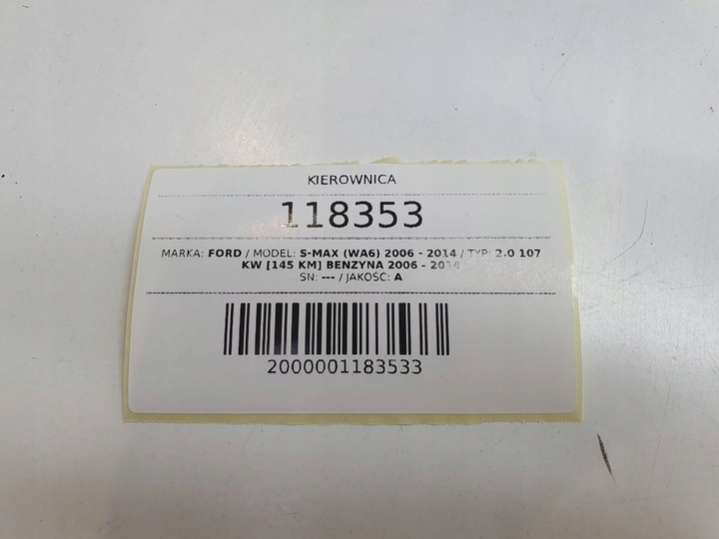 KIEROWNICA
118353
MARKA: FORD / MODEL: S-MAX (WA6) 2006 - 2014 / TYP: 2.0 107
KW [145 KM] BENZYNA 2006 - 2014
SN: --- / JAKOŚĆ: A
2000001183533